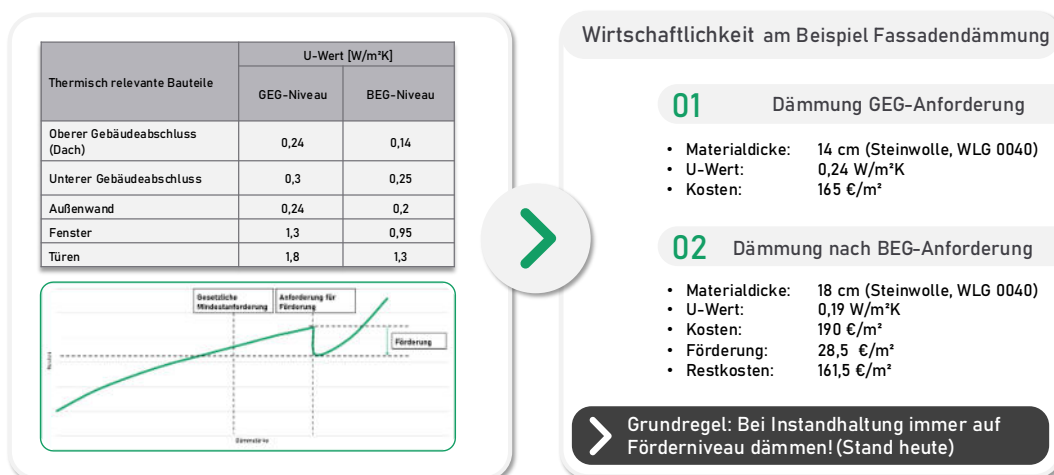 U-Wert [W/m²K]
Thermisch relevante Bauteile
GEG-Niveau
BEG-Niveau
Oberer Gebäudeabschluss
(Dach)
0,24
0,14
Unterer Gebäudeabschluss
0,3
0,25
Außenwand
0,24
0,2
Fenster
1,3
0,95
Türen
1,8
1,3
Gesetzliche
Mindestanforderung
Anforderung für
Förderung
Förderung
Kosten
Dämmstärke
Wirtschaftlichkeit am Beispiel Fassadendämmung
01 Dämmung GEG-Anforderung
• Materialdicke: 14 cm (Steinwolle, WLG 0040)
• U-Wert: 0,24 W/m²K
• Kosten: 165 €/m²
02 Dämmung nach BEG-Anforderung
• Materialdicke: 18 cm (Steinwolle, WLG 0040)
• U-Wert: 0,19 W/m²K
• Kosten: 190 €/m²
• Förderung: 28,5 €/m²
• Restkosten: 161,5 €/m²
Grundregel: Bei Instandhaltung immer auf
Förderniveau dämmen! (Stand heute)